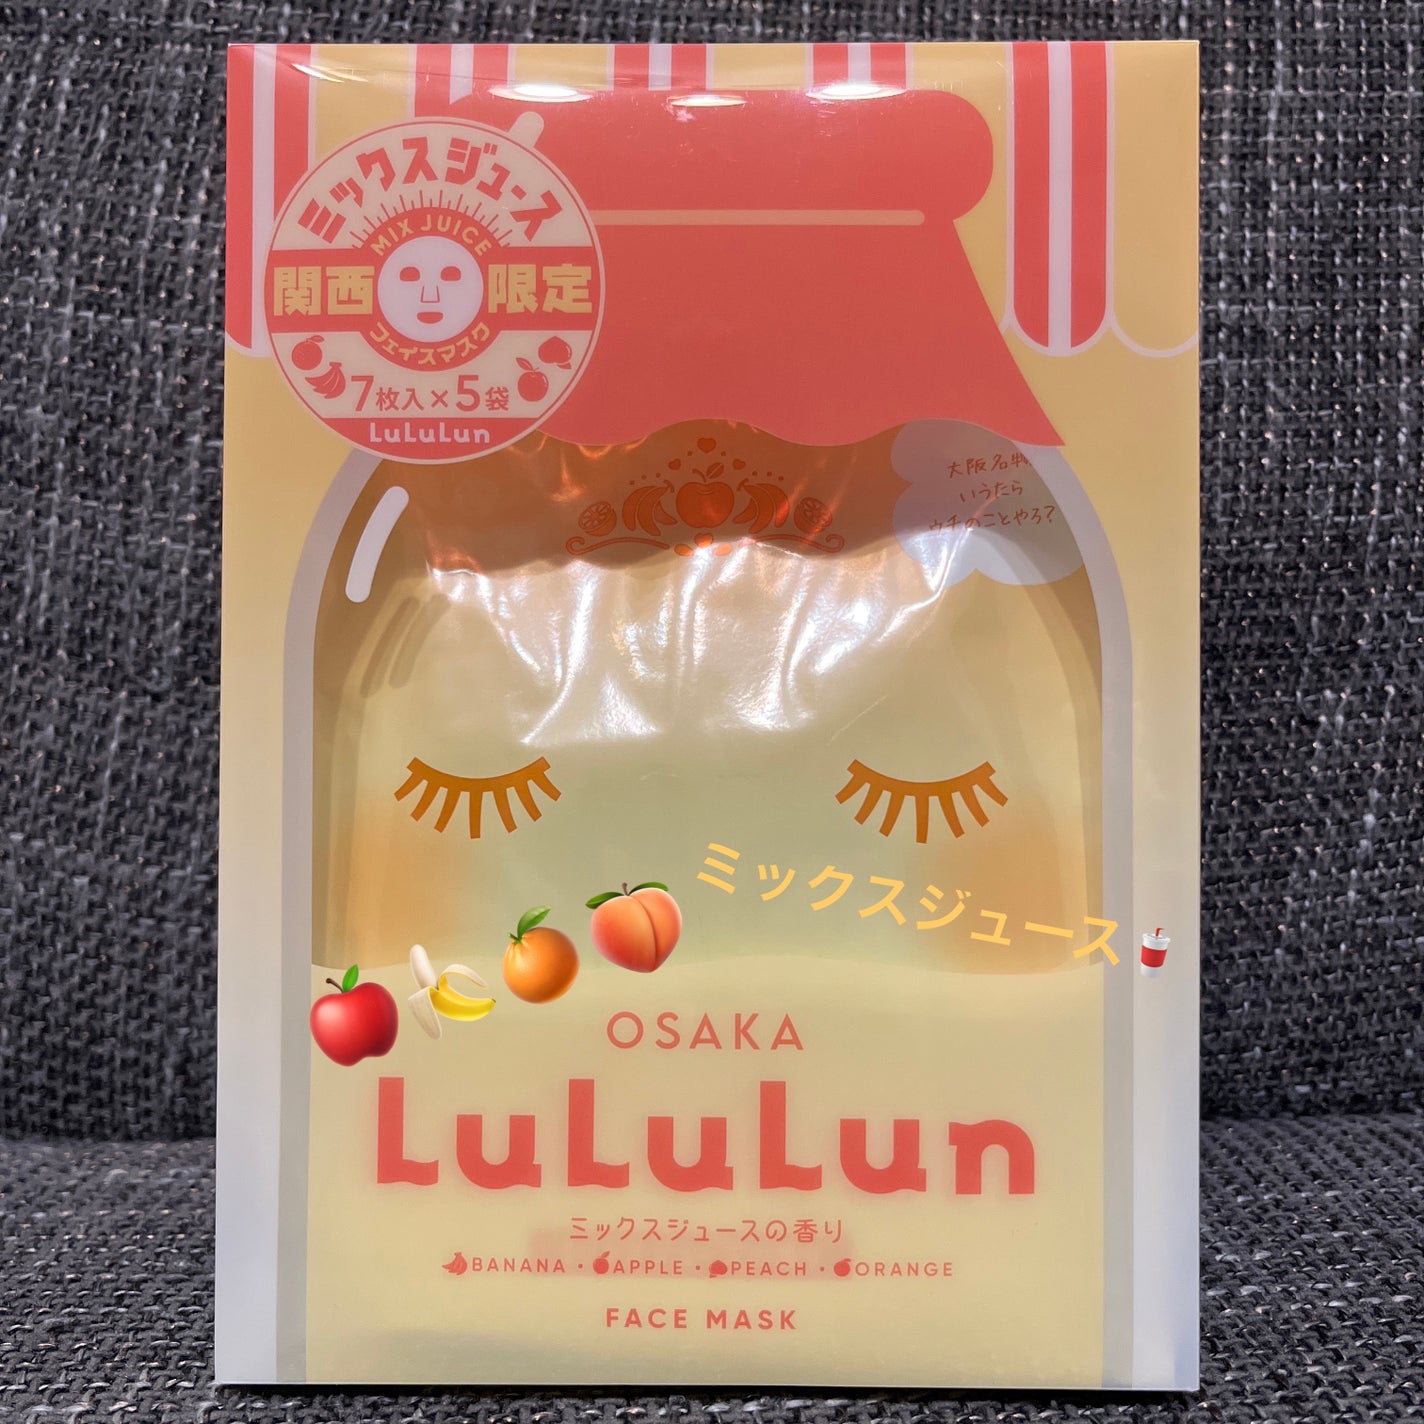 ミックスジュース
MIX JUICE
関西 限定
フェイスマスク
7枚入×5袋
LuLuLun
大阪名物
いうたら
ウチのことやろ?
ミックスジュース
OSAKA
LuLuLun
ミックスジュースの香り
BANANA・APPLE・PEACH・ORANGE
FACE MASK